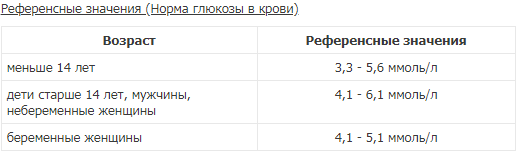 Референсные значения (Норма глюкозы в крови)
Возраст Референсные значения
меньше 14 лет 3,3 - 5,6 ммоль/л
дети старше 14 лет, мужчины, 4,1 - 6,1 ммоль/л
небеременные женщины
беременные женщины 4,1 - 5,1 ммоль/л